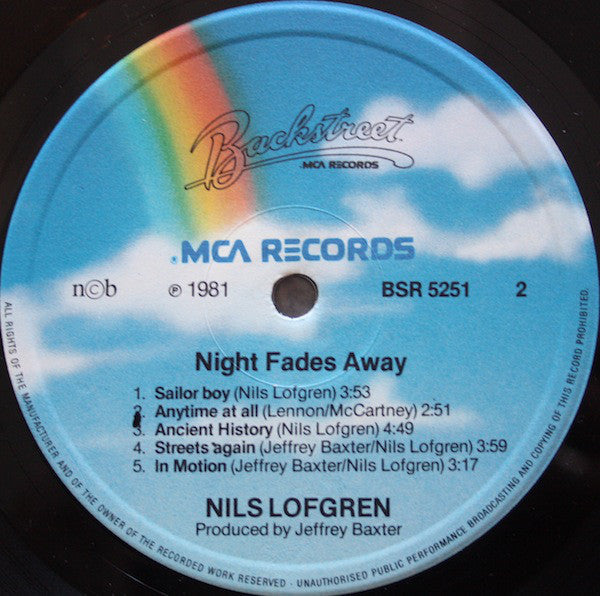 Backstreet
MCA RECORDS
MCA RECORDS
n©b ℗ 1981 BSR 5251 2
Night Fades Away
1. Sailor boy (Nils Lofgren) 3:53
2. Anytime at all (Lennon/McCartney) 2:51
3. Ancient History (Nils Lofgren) 4:49
4. Streets again (Jeffrey Baxter/Nils Lofgren) 3:59
5. In Motion (Jeffrey Baxter/Nils Lofgren) 3:17
NILS LOFGREN
Produced by Jeffrey Baxter
ALL RIGHTS OF THE MANUFACTURER AND OF THE OWNER OF THE RECORDED WORK RESERVED · UNAUTHORISED PUBLIC PERFORMANCE BROADCASTING AND COPYING OF THIS RECORD PROHIBITED.